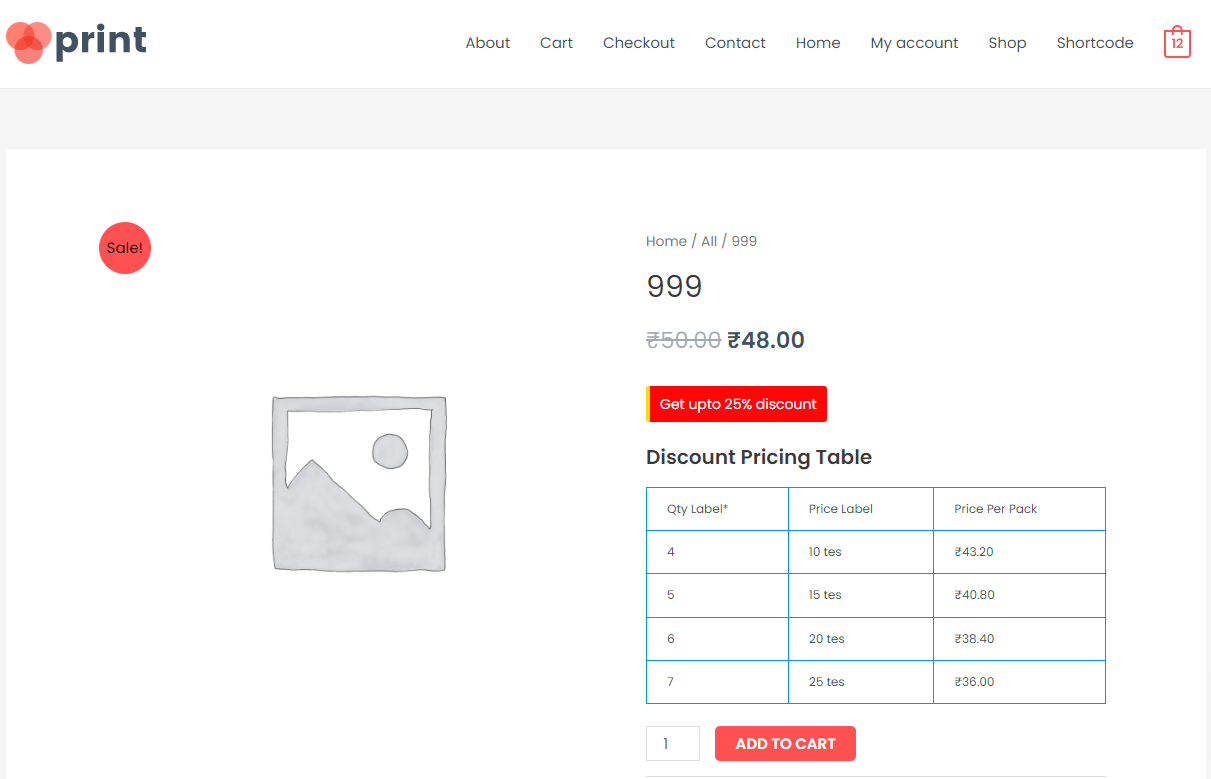 print
About Cart Checkout Contact Home My account Shop Shortcode 12
Sale!
Home / All / 999
999
₹50.00 ₹48.00
Get upto 25% discount
Discount Pricing Table
Qty Label* Price Label Price Per Pack
4 10 tes ₹43.20
5 15 tes ₹40.80
6 20 tes ₹38.40
7 25 tes ₹36.00
1 ADD TO CART